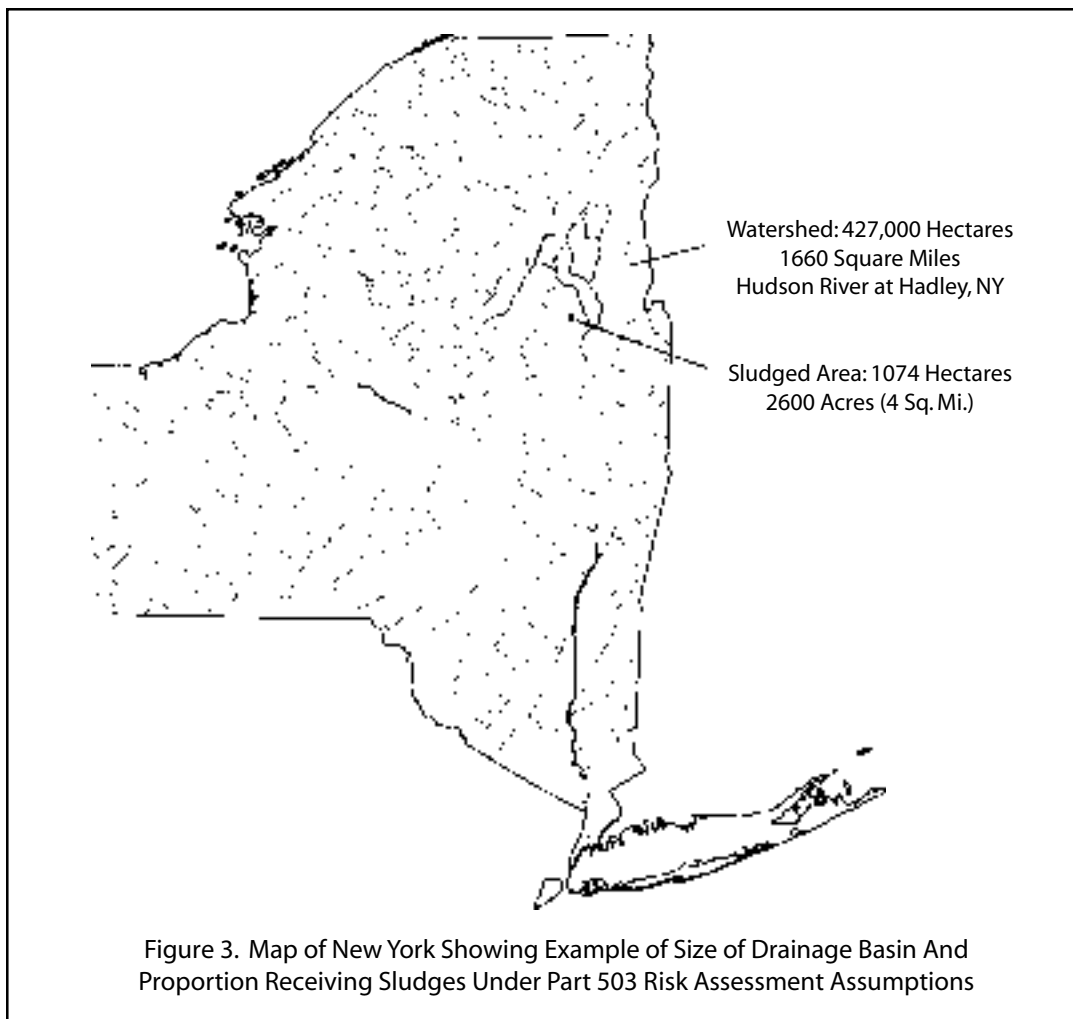 Watershed: 427,000 Hectares
1660 Square Miles
Hudson River at Hadley, NY
Sludged Area: 1074 Hectares
2600 Acres (4 Sq. Mi.)
Figure 3. Map of New York Showing Example of Size of Drainage Basin And
Proportion Receiving Sludges Under Part 503 Risk Assessment Assumptions